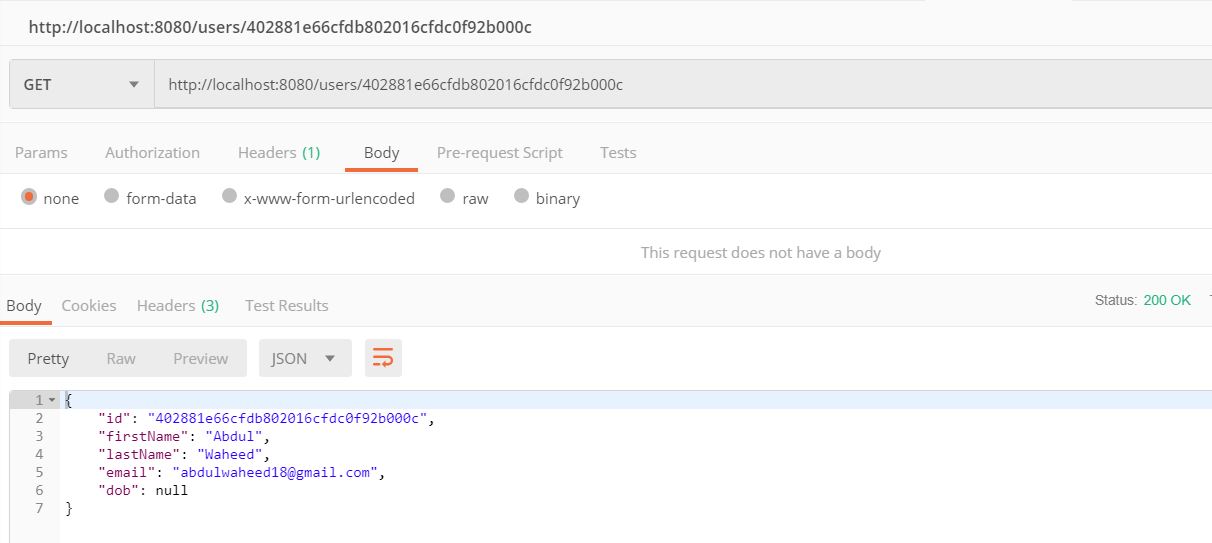 http://localhost:8080/users/402881e66cfdb802016cfdc0f92b000c
GET http://localhost:8080/users/402881e66cfdb802016cfdc0f92b000c
Params Authorization Headers (1) Body Pre-request Script Tests
none form-data x-www-form-urlencoded raw binary
This request does not have a body
Body Cookies Headers (3) Test Results Status: 200 OK
Pretty Raw Preview JSON
1 {
2 "id": "402881e66cfdb802016cfdc0f92b000c",
3 "firstName": "Abdul",
4 "lastName": "Waheed",
5 "email": "abdulwaheed18@gmail.com",
6 "dob": null
7 }